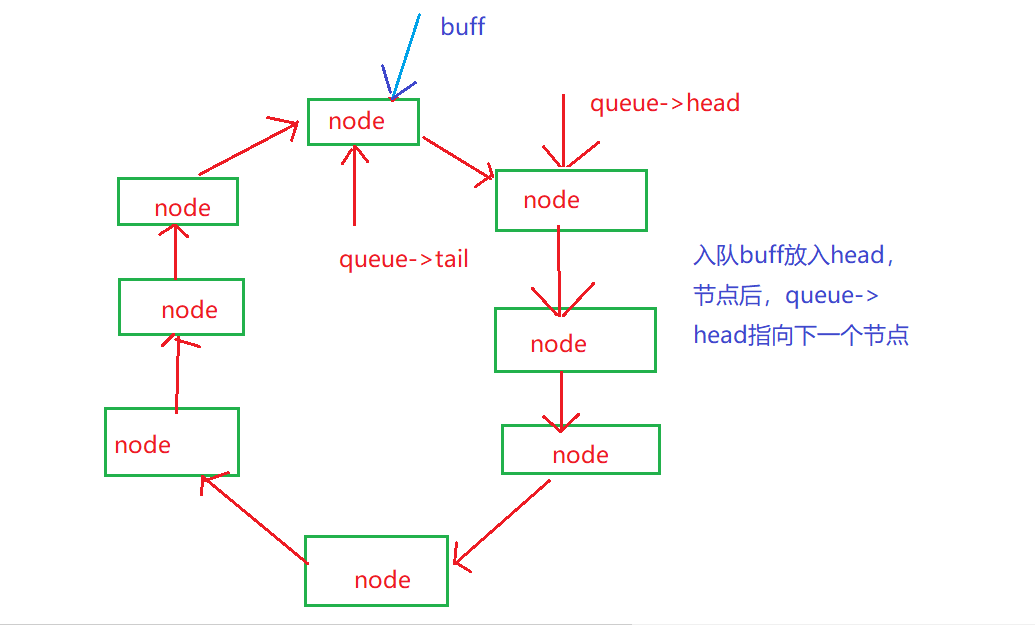 buff
queue->head
node
node
node
queue->tail
入队buff放入head，
节点后，queue->
head指向下一个节点
node
node
node
node
node